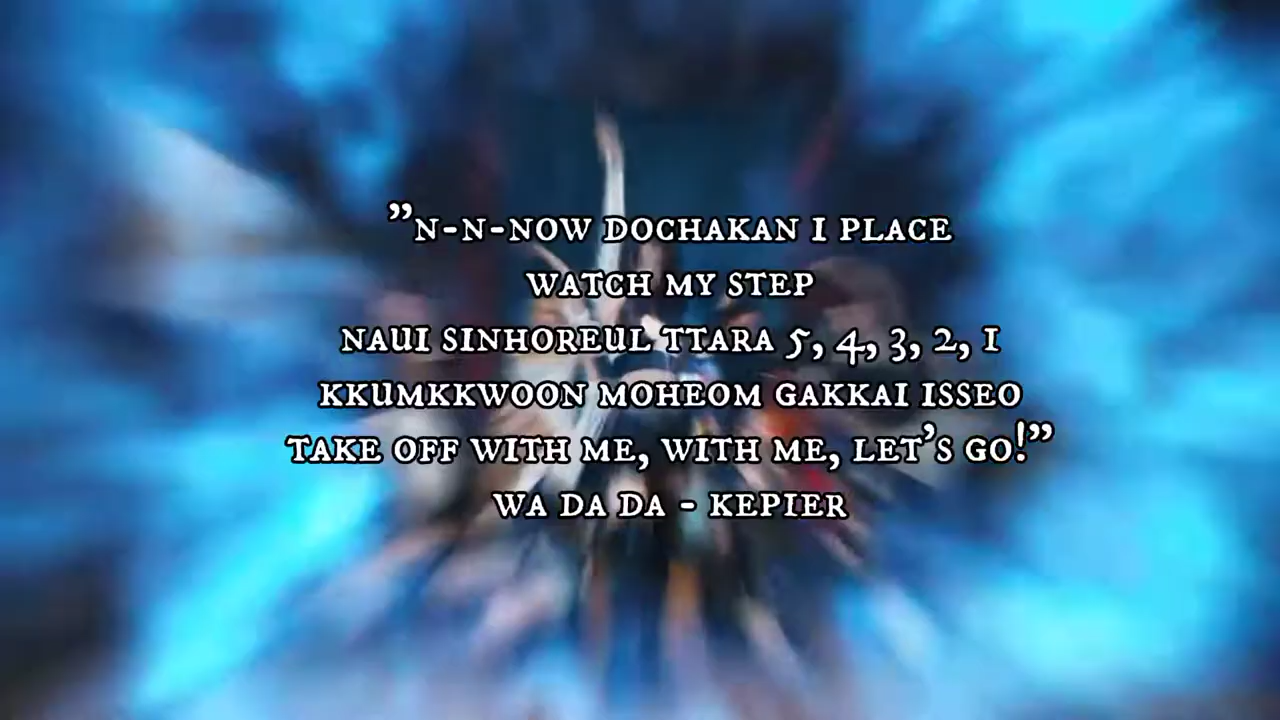 "N-N-NOW DOCHAKAN I PLACE
WATCH MY STEP
NAUI SINHOREUL TTARA 5, 4, 3, 2, 1
KKUMKKWOON MOHEOM GAKKAI ISSEO
TAKE OFF WITH ME, WITH ME, LET'S GO!"
WA DA DA - KEPIER